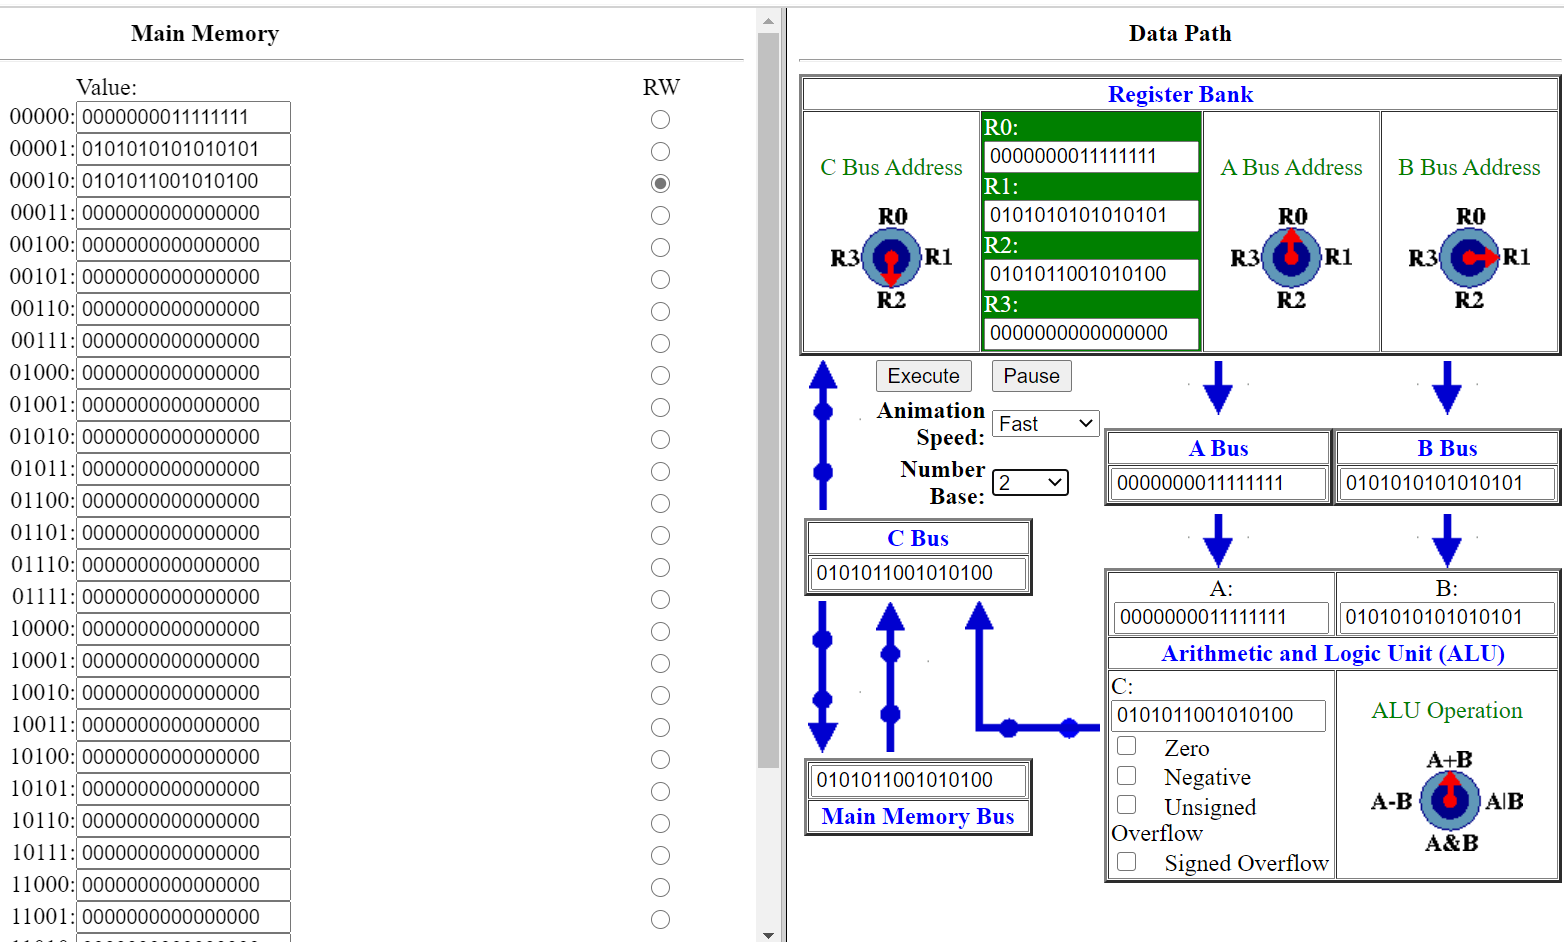 Main Memory
Value: RW
00000: 0000000011111111
00001: 0101010101010101
00010: 0101011001010100
00011: 0000000000000000
00100: 0000000000000000
00101: 0000000000000000
00110: 0000000000000000
00111: 0000000000000000
01000: 0000000000000000
01001: 0000000000000000
01010: 0000000000000000
01011: 0000000000000000
01100: 0000000000000000
01101: 0000000000000000
01110: 0000000000000000
01111: 0000000000000000
10000: 0000000000000000
10001: 0000000000000000
10010: 0000000000000000
10011: 0000000000000000
10100: 0000000000000000
10101: 0000000000000000
10110: 0000000000000000
10111: 0000000000000000
11000: 0000000000000000
11001: 0000000000000000
Data Path
Register Bank
C Bus Address
R0
R3 R1
R2
R0:
0000000011111111
R1:
0101010101010101
R2:
0101011001010100
R3:
0000000000000000
A Bus Address
R0
R3 R1
R2
B Bus Address
R0
R3 R1
R2
Execute Pause
Animation
Speed: Fast
Number
Base: 2
A Bus
0000000011111111
B Bus
0101010101010101
C Bus
0101011001010100
0101011001010100
Main Memory Bus
A:
0000000011111111
B:
0101010101010101
Arithmetic and Logic Unit (ALU)
C:
0101011001010100
Zero
Negative
Unsigned
Overflow
Signed Overflow
ALU Operation
A+B
A-B A|B
A&B